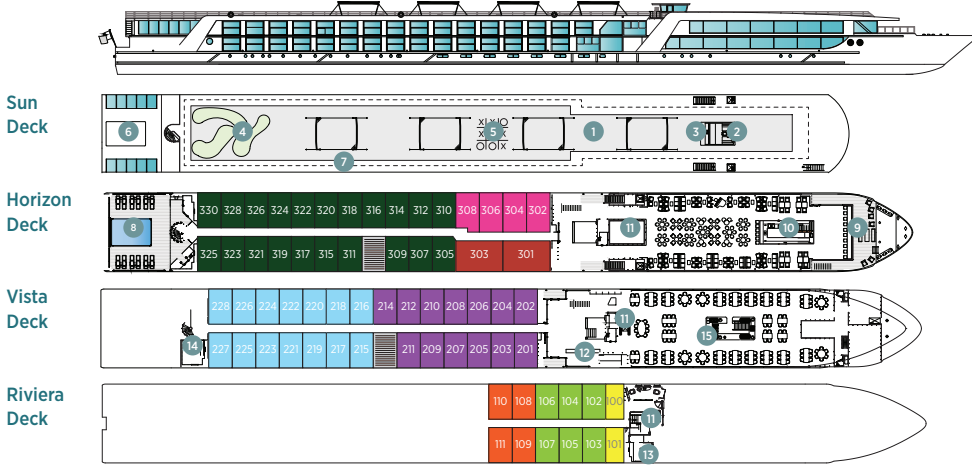 Sun
Deck
6
4
7
5
1
3
2
X X O
X
X
O O X
Horizon
Deck
330 328 326 324 322 320 318 316 314 312 310 308 306 304 302
8
11
10
9
325 323 321 319 317 315 311 309 307 305 303 301
Vista
Deck
228 226 224 222 220 218 216 214 212 210 208 206 204 202
11
15
14
12
227 225 223 221 219 217 215 211 209 207 205 203 201
Riviera
Deck
110 108 106 104 102 100
11
111 109 107 105 103 101
13